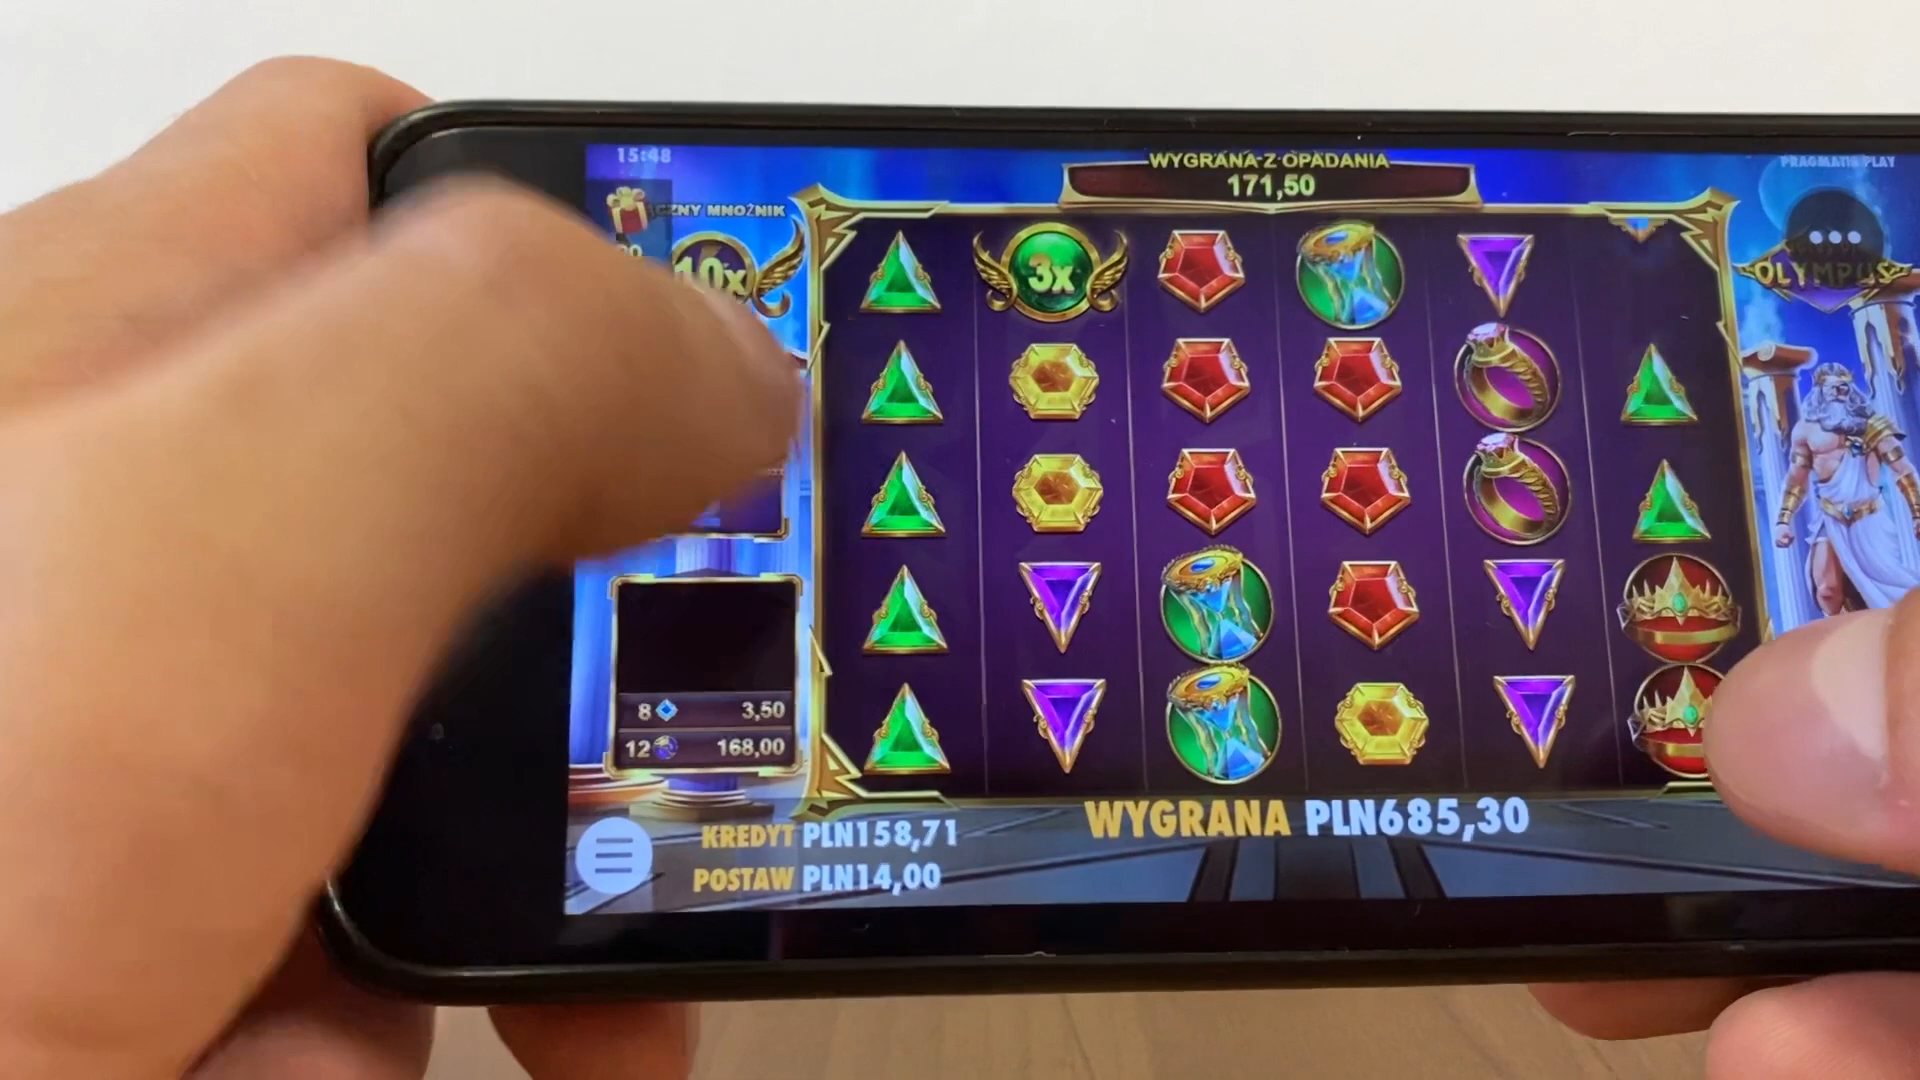 15:48
WYGRANA Z OPADANIA
171,50
PRAGMATIC PLAY
CZNY MNOŻNIK
10x
3x
OLYMPUS
8 3,50
12 168,00
KREDYT PLN158,71
POSTAW PLN14,00
WYGRANA PLN685,30